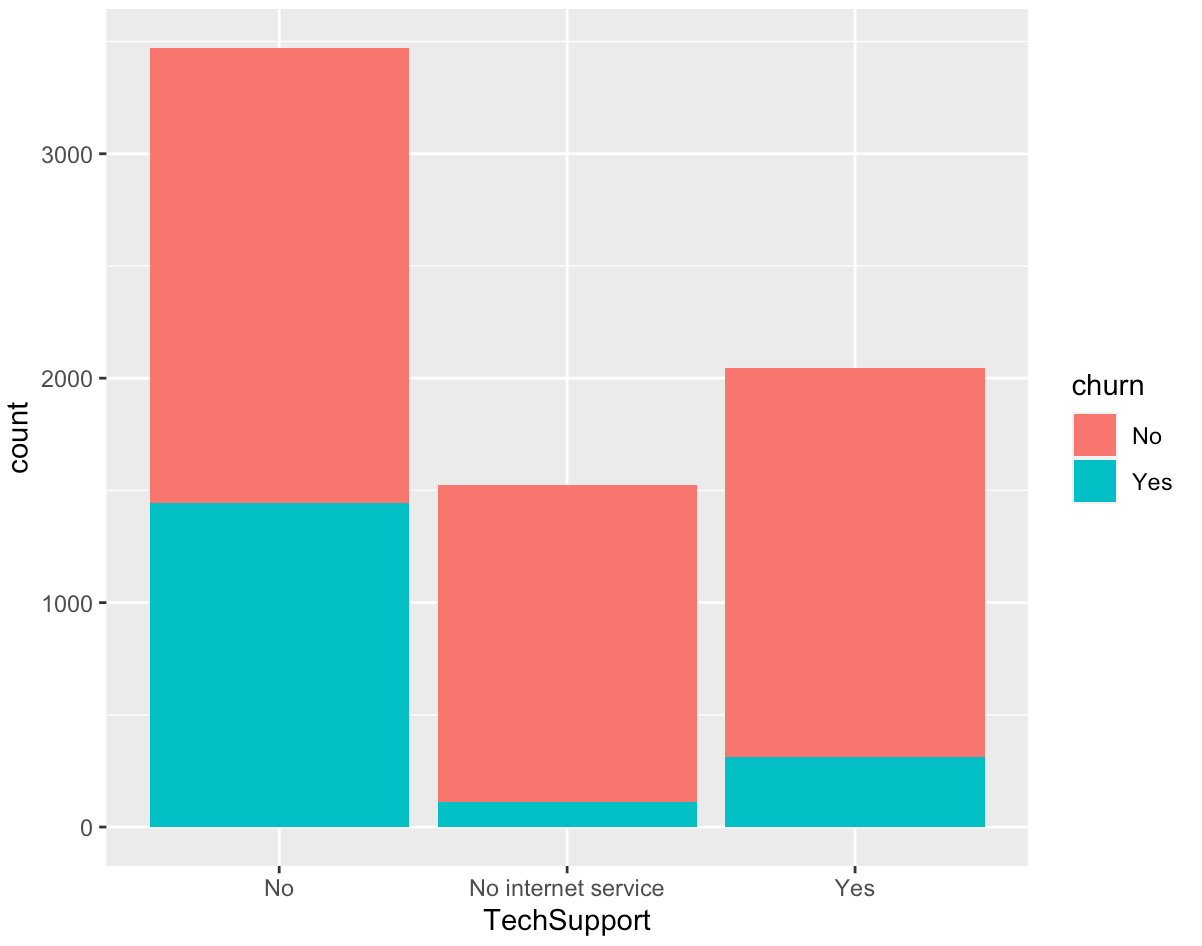 count
3000
2000
1000
0
No
No internet service
Yes
TechSupport
churn
No
Yes